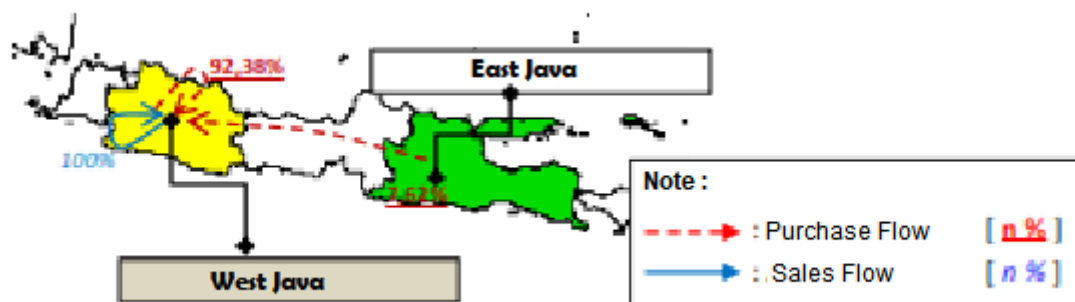 92,38%
East Java
100%
7,62%
West Java
Note :
: Purchase Flow [ n % ]
: Sales Flow [ n % ]